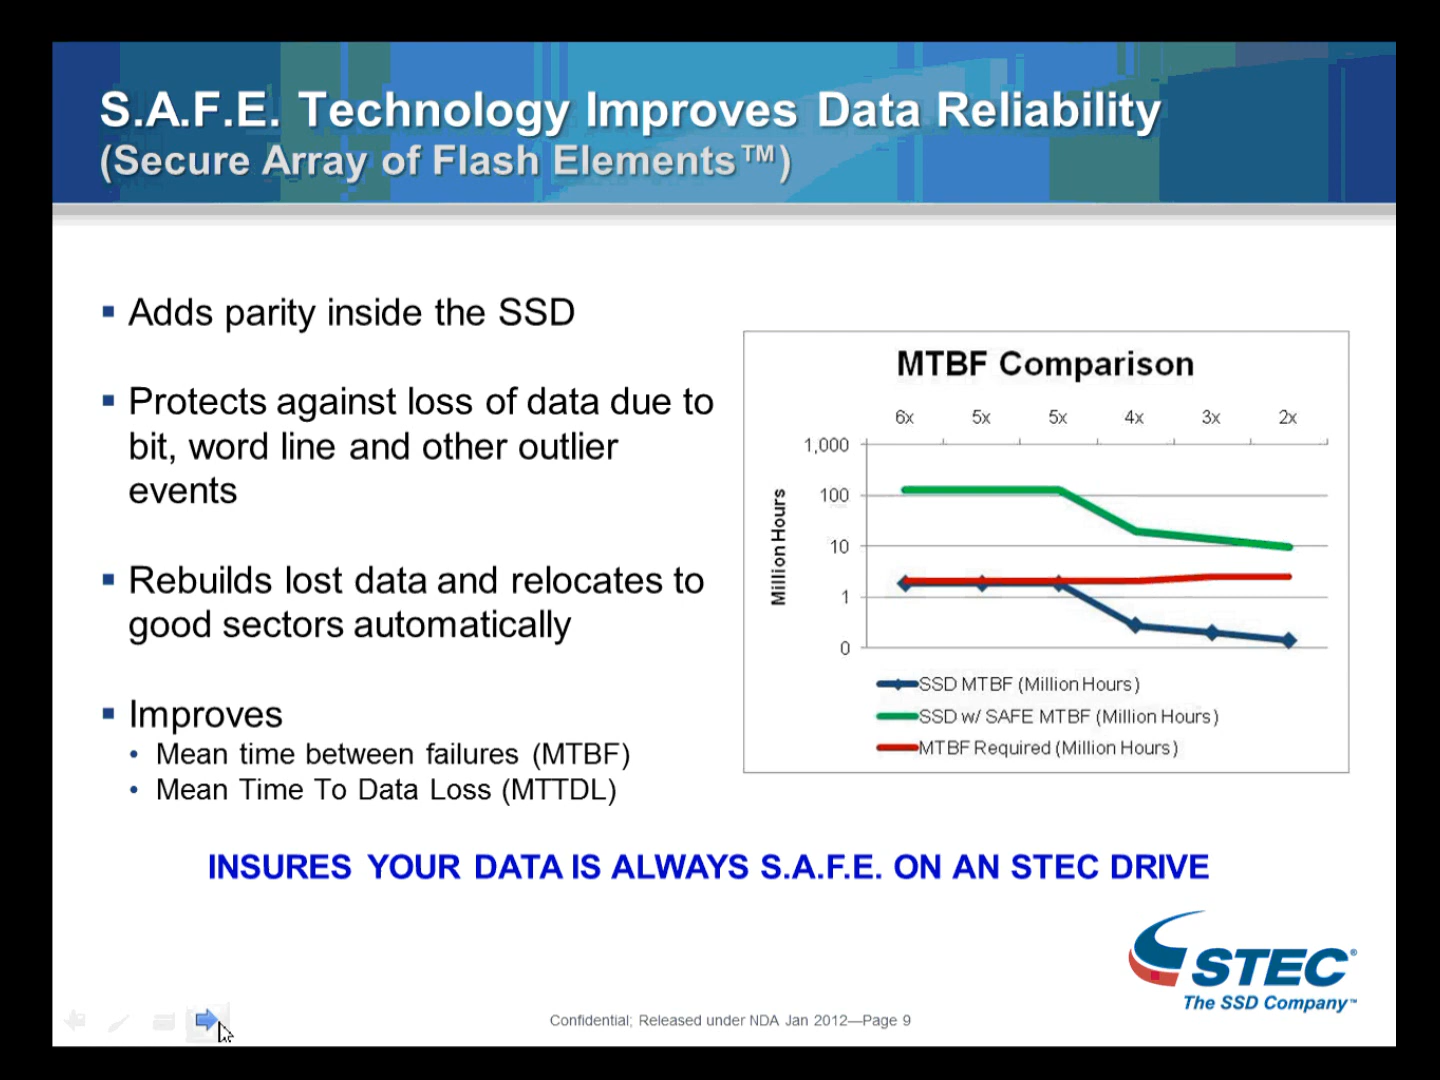 S.A.F.E. Technology Improves Data Reliability
(Secure Array of Flash Elements™)
Adds parity inside the SSD
Protects against loss of data due to
bit, word line and other outlier
events
Rebuilds lost data and relocates to
good sectors automatically
Improves
Mean time between failures (MTBF)
Mean Time To Data Loss (MTTDL)
MTBF Comparison
6x 5x 5x 4x 3x 2x
1,000
100
10
1
0
Million Hours
SSD MTBF (Million Hours)
SSD w/ SAFE MTBF (Million Hours)
MTBF Required (Million Hours)
INSURES YOUR DATA IS ALWAYS S.A.F.E. ON AN STEC DRIVE
STEC®
The SSD Company™
Confidential; Released under NDA Jan 2012—Page 9